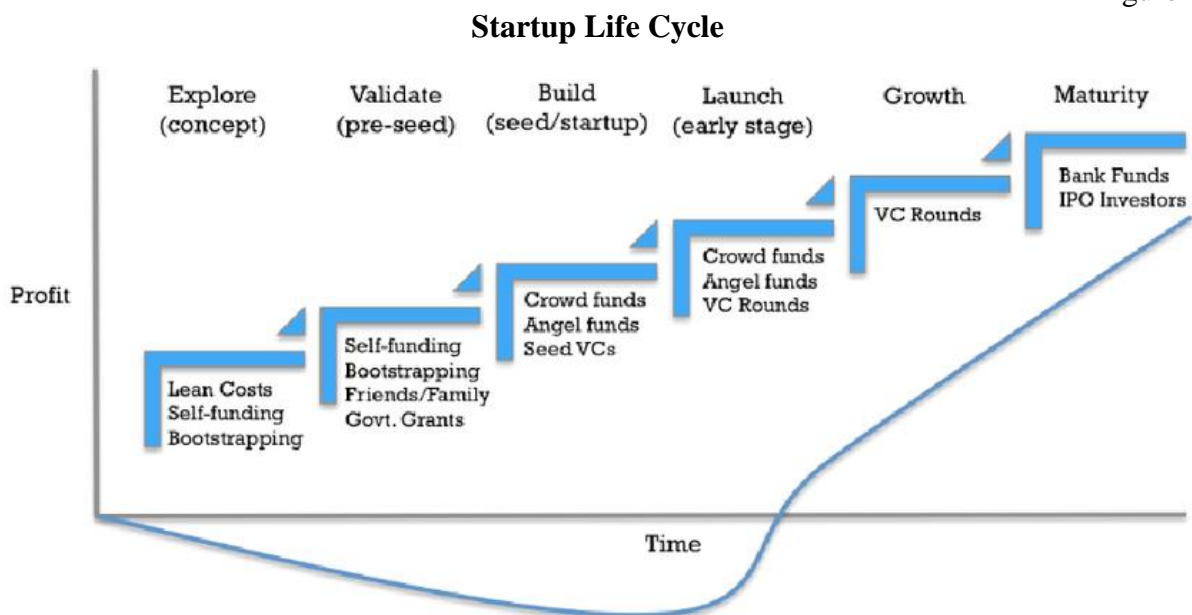 Startup Life Cycle
Explore
(concept)
Validate
(pre-seed)
Build
(seed/startup)
Launch
(early stage)
Growth
Maturity
Profit
Lean Costs
Self-funding
Bootstrapping
Self-funding
Bootstrapping
Friends/Family
Govt. Grants
Crowd funds
Angel funds
Seed VCs
Crowd funds
Angel funds
VC Rounds
VC Rounds
Bank Funds
IPO Investors
Time